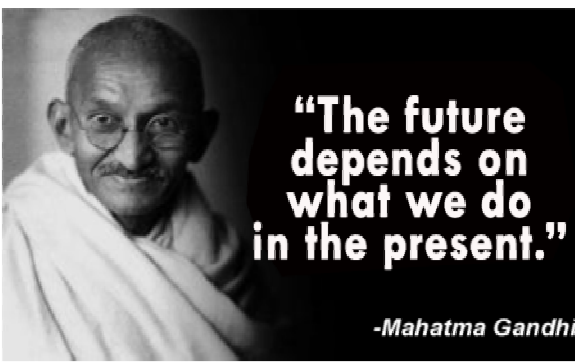 “The future
depends on
what we do
in the present.”
-Mahatma Gandhi